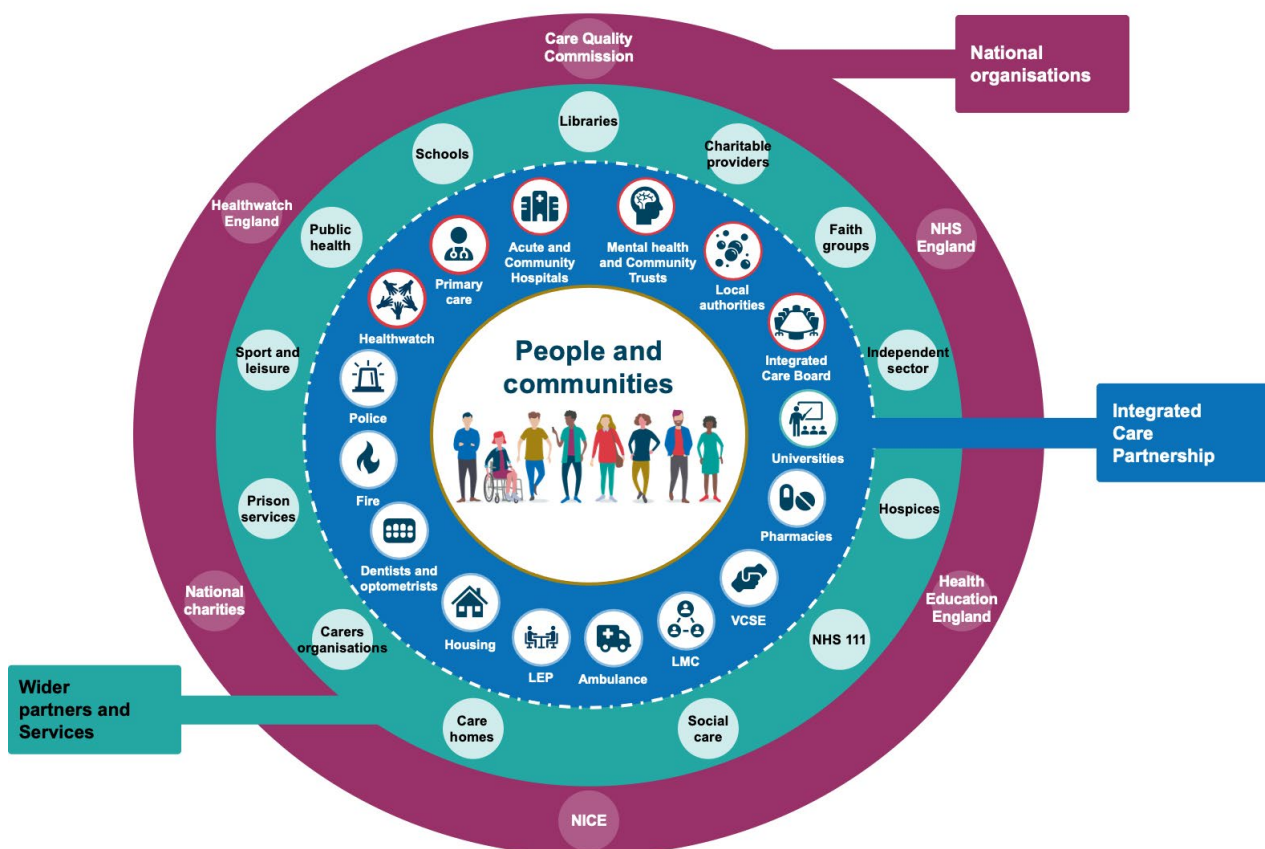 Care Quality
Commission
National
organisations
Libraries
Schools
Charitable
providers
Healthwatch
England
Public
health
Faith
groups
NHS
England
Acute and
Community
Hospitals
Mental health
and Community
Trusts
Primary
care
Local
authorities
Healthwatch
Integrated
Care Board
People and
communities
Sport and
leisure
Independent
sector
Police
Universities
Integrated
Care
Partnership
Fire
Prison
services
Pharmacies
Hospices
Dentists and
optometrists
National
charities
Health
Education
England
VCSE
Carers
organisations
Housing
LEP
Ambulance
LMC
NHS 111
Wider
partners and
Services
Care
homes
Social
care
NICE